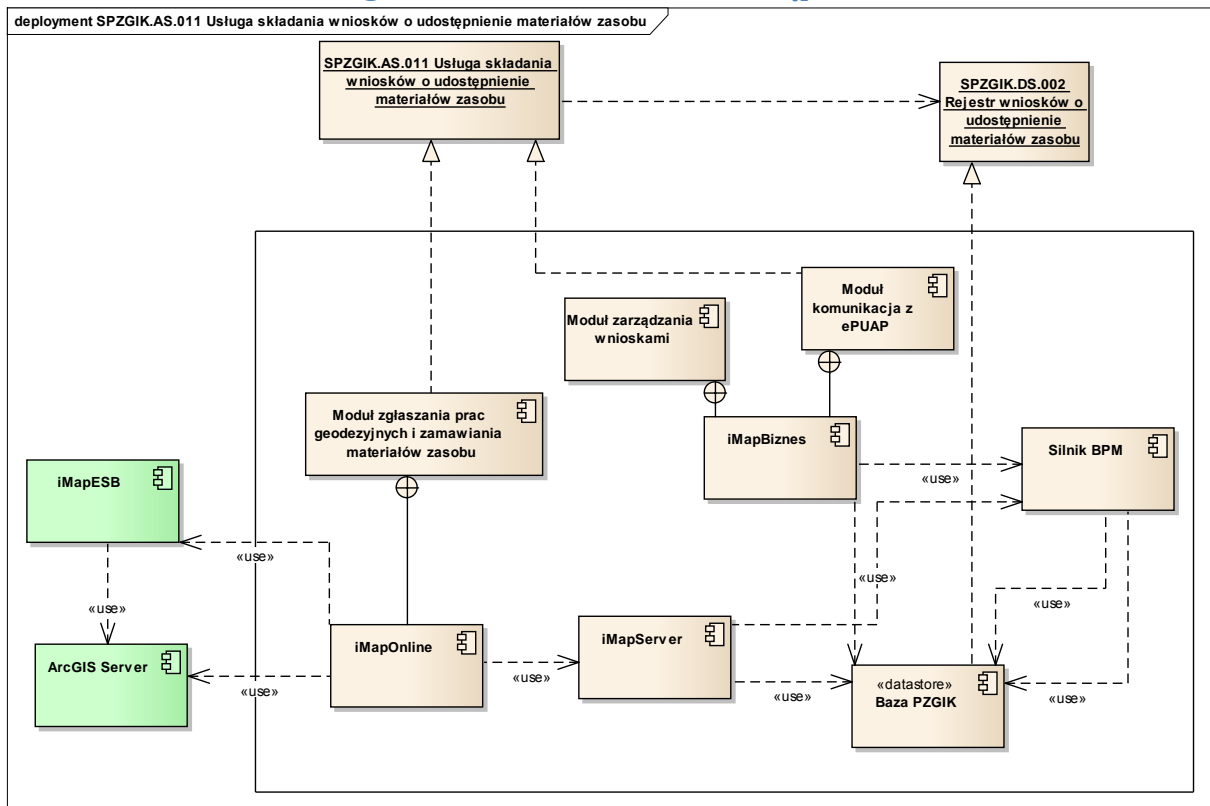 deployment SPZGIK.AS.011 Usługa składania wniosków o udostępnienie materiałów zasobu
SPZGIK.AS.011 Usługa składania
wniosków o udostępnienie
materiałów zasobu
SPZGIK.DS.002
Rejestr wniosków o
udostępnienie
materiałów zasobu
Moduł
komunikacja z
ePUAP
Moduł zarządzania
wnioskami
Moduł zgłaszania prac
geodezyjnych i zamawiania
materiałów zasobu
iMapBiznes
Silnik BPM
iMapESB
«use»
«use»
«use»
«use»
«use»
iMapOnline
iMapServer
ArcGIS Server
«use»
«use»
«use»
«use»
«datastore»
Baza PZGIK